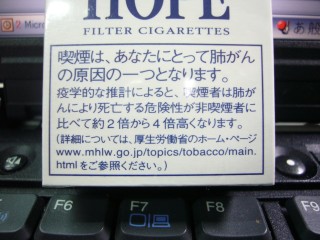 HOPE
FILTER CIGARETTES
喫煙は、あなたにとって肺がん
の原因の一つとなります。
疫学的な推計によると、喫煙者は肺が
んにより死亡する危険性が非喫煙者に
比べて約2倍から4倍高くなります。
(詳細については、厚生労働省のホーム・ページ
www.mhlw.go.jp/topics/tobacco/main.
htmlをご参照ください。)
F6
F7
F8
F9